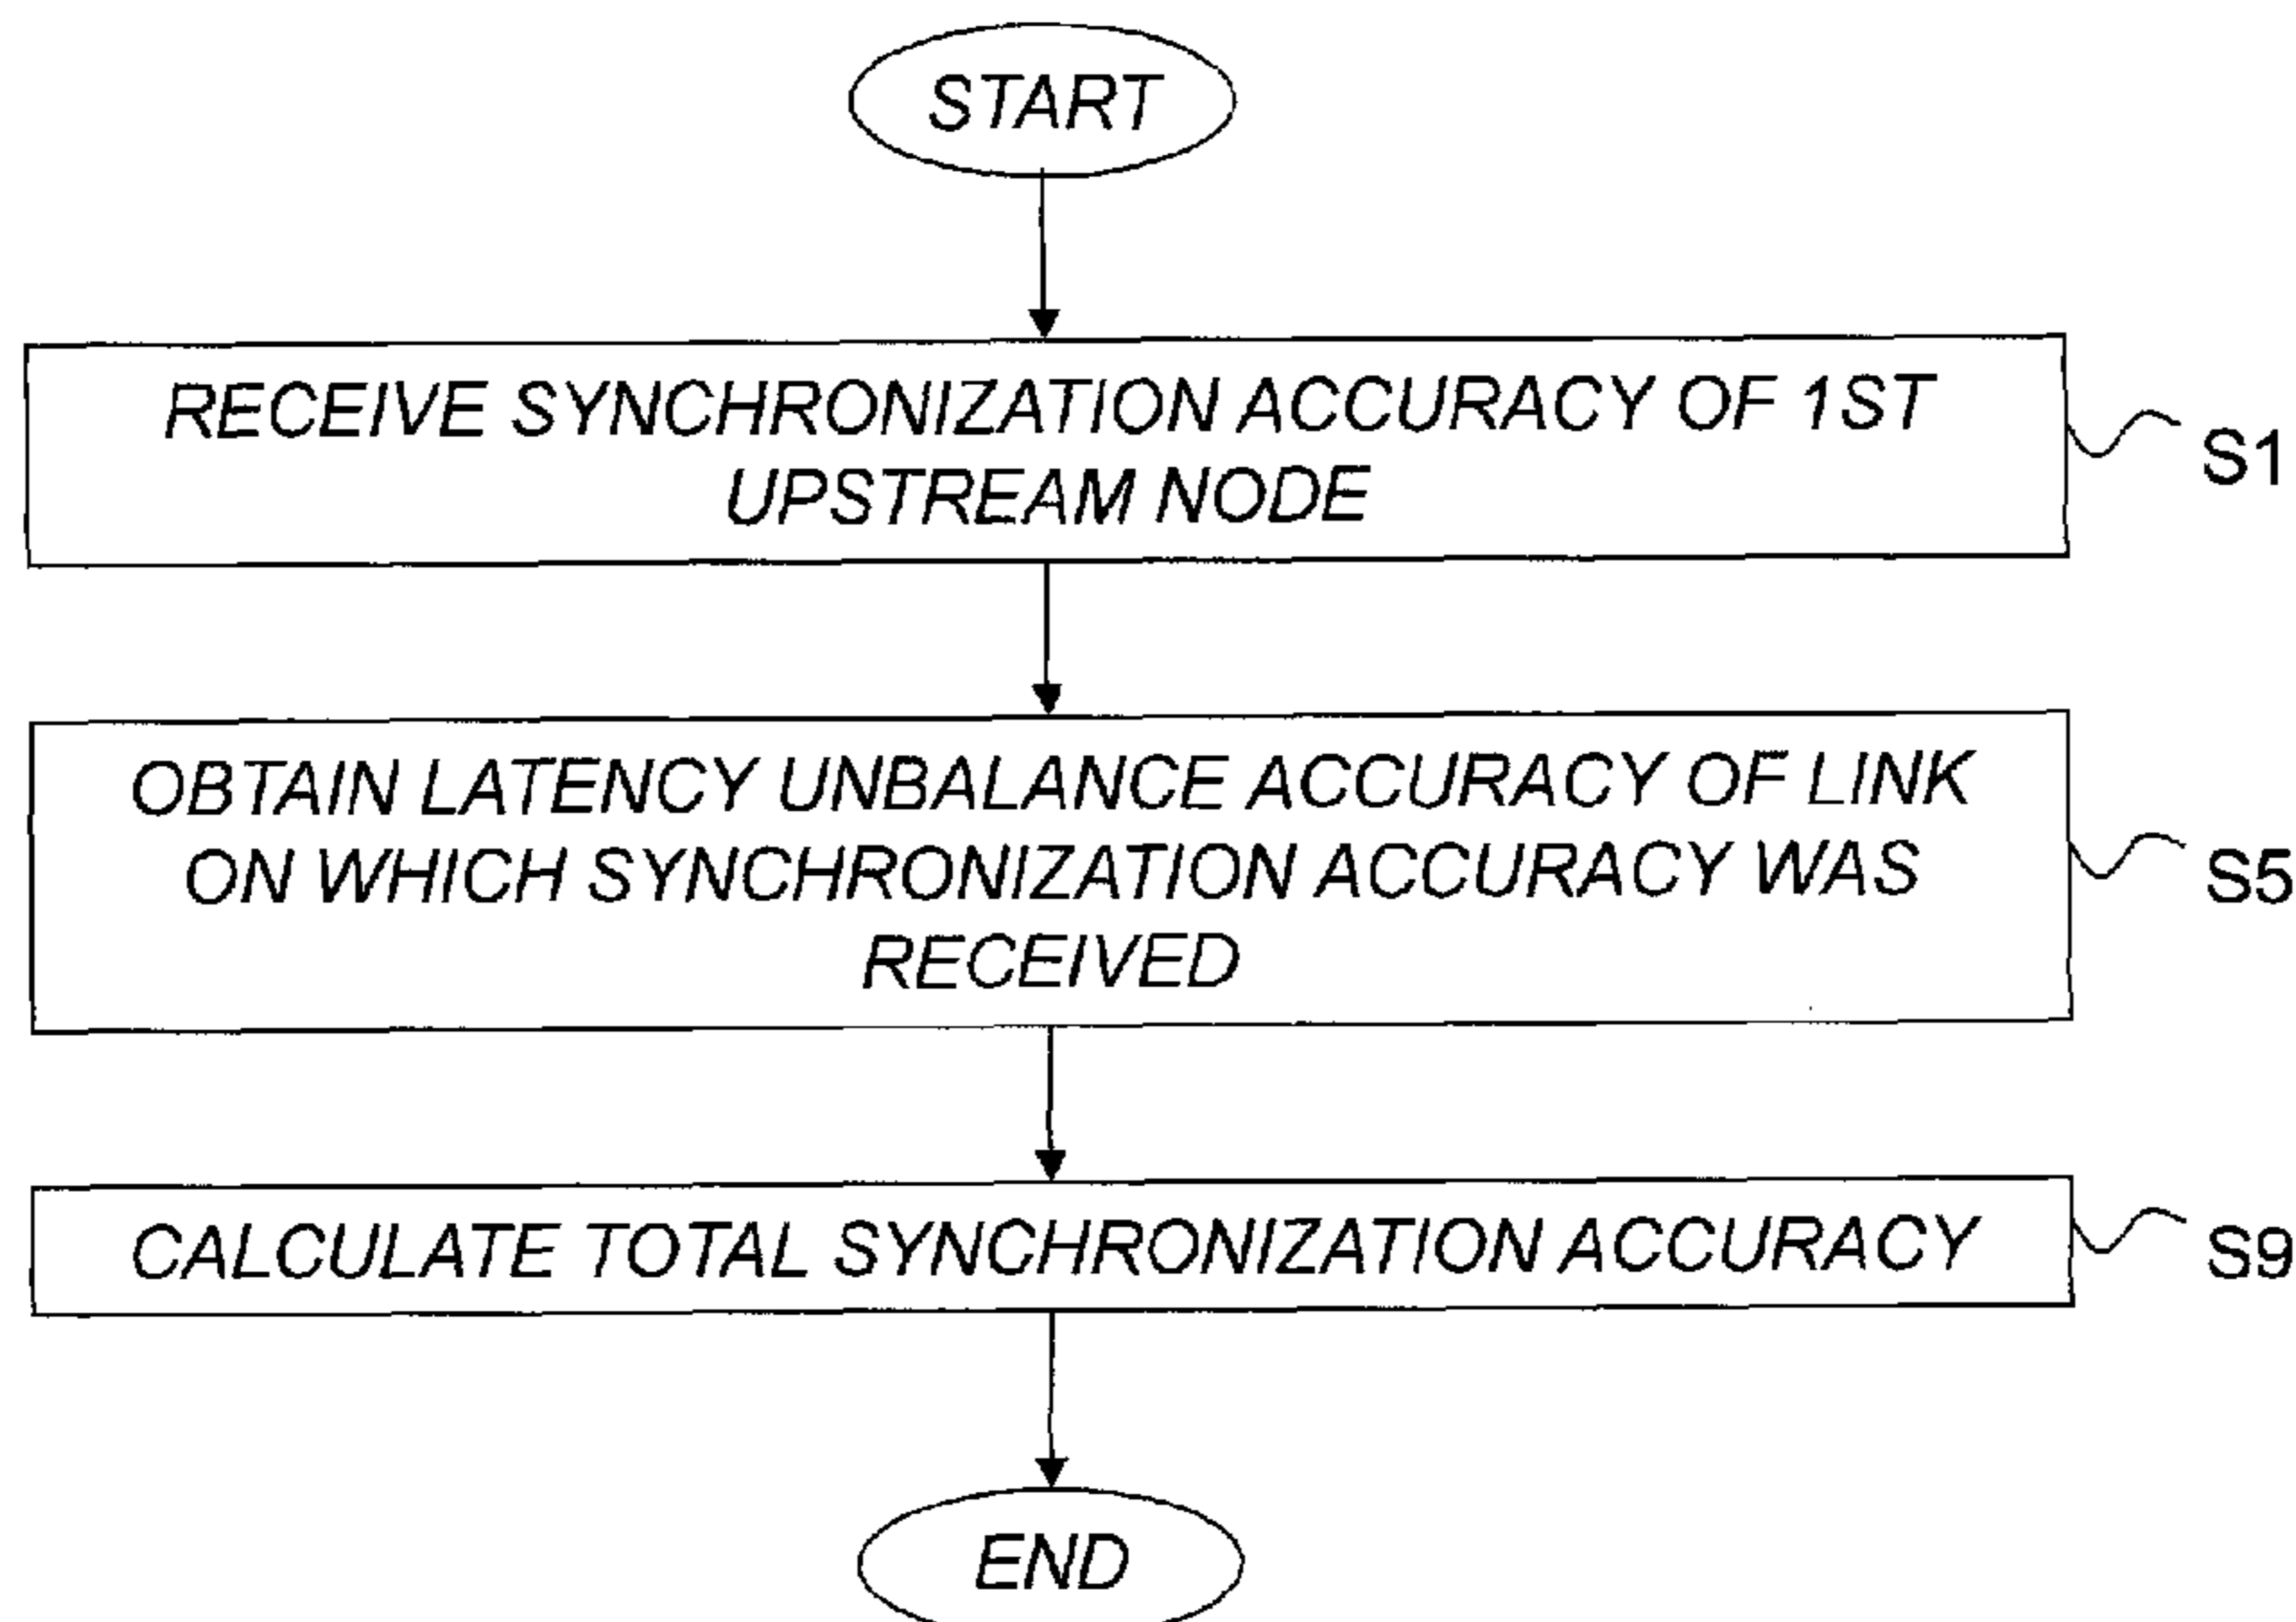 START
RECEIVE SYNCHRONIZATION ACCURACY OF 1ST
UPSTREAM NODE
S1
OBTAIN LATENCY UNBALANCE ACCURACY OF LINK
ON WHICH SYNCHRONIZATION ACCURACY WAS
RECEIVED
S5
CALCULATE TOTAL SYNCHRONIZATION ACCURACY
S9
END